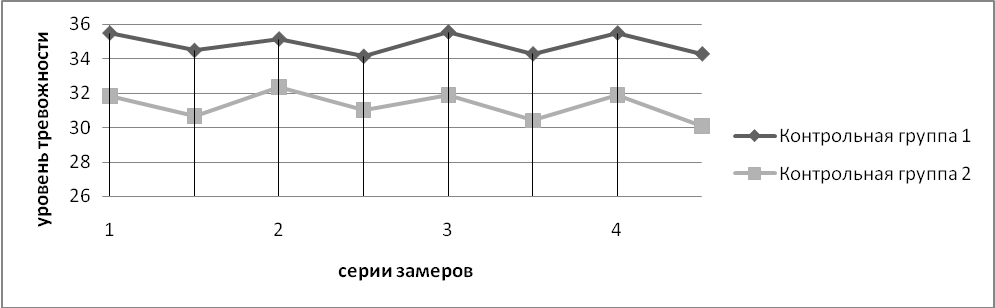 36
34
32
30
28
26
уровень тревожности
1 2 3 4
серии замеров
Контрольная группа 1
Контрольная группа 2